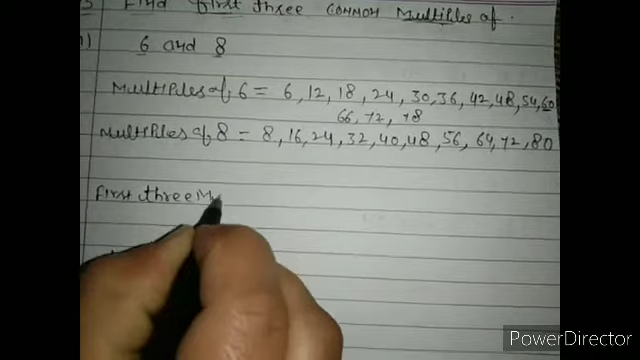 Find first three common Multiples of .
1) 6 and 8
Multiples of 6 = 6, 12, 18, 24, 30, 36, 42, 48, 54, 60
66, 72, 78
Multiples of 8 = 8, 16, 24, 32, 40, 48, 56, 64, 72, 80
First three M
PowerDirector